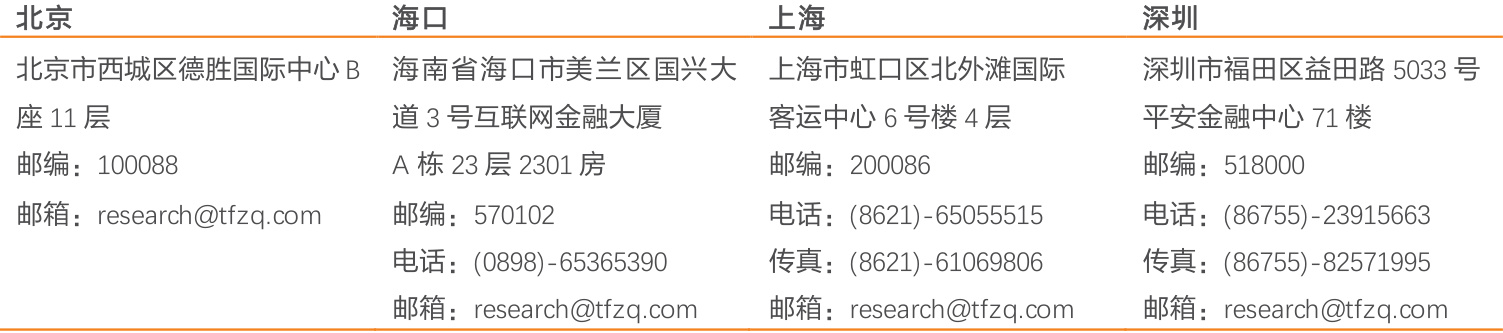 北京
北京市西城区德胜国际中心 B
座 11 层
邮编：100088
邮箱：research@tfzq.com
海口
海南省海口市美兰区国兴大
道 3 号互联网金融大厦
A 栋 23 层 2301 房
邮编：570102
电话：(0898)-65365390
邮箱：research@tfzq.com
上海
上海市虹口区北外滩国际
客运中心 6 号楼 4 层
邮编：200086
电话：(8621)-65055515
传真：(8621)-61069806
邮箱：research@tfzq.com
深圳
深圳市福田区益田路 5033 号
平安金融中心 71 楼
邮编：518000
电话：(86755)-23915663
传真：(86755)-82571995
邮箱：research@tfzq.com